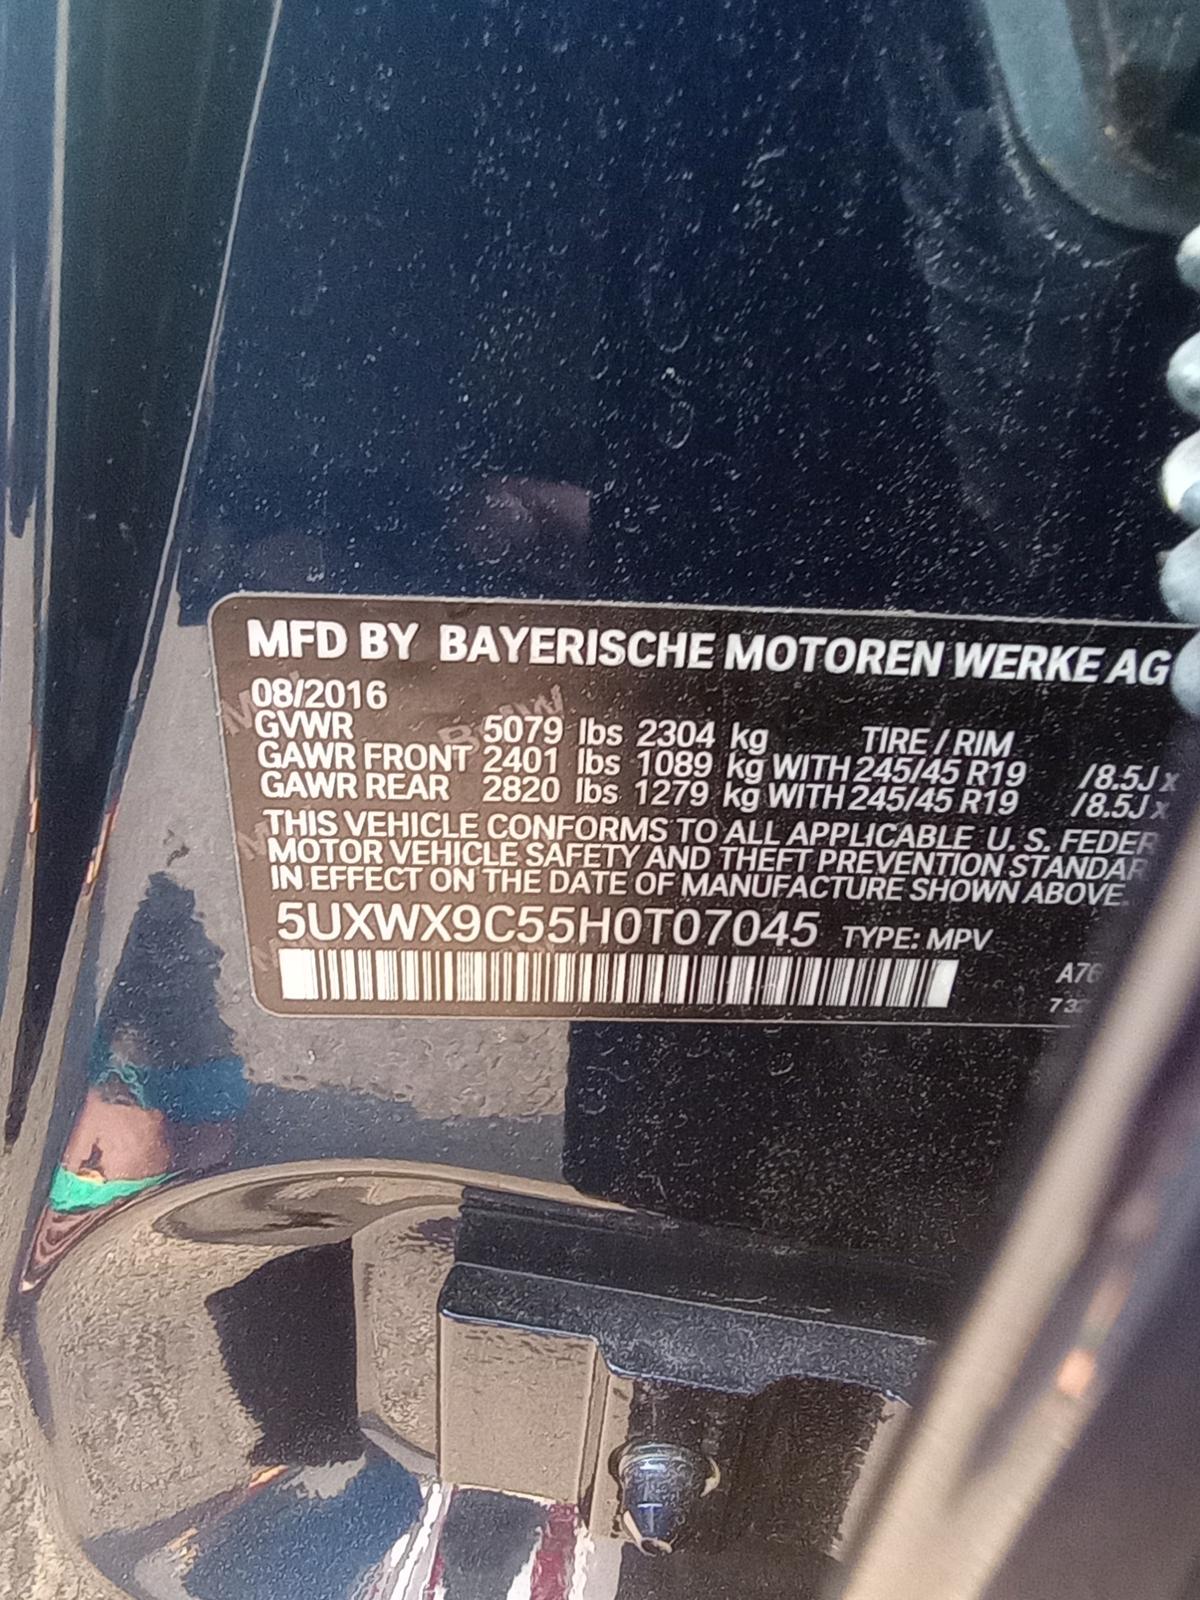 MFD BY BAYERISCHE MOTOREN WERKE AG
08/2016
GVWR 5079 lbs 2304 kg TIRE / RIM
GAWR FRONT 2401 lbs 1089 kg WITH 245/45 R19 /8.5J x
GAWR REAR 2820 lbs 1279 kg WITH 245/45 R19 /8.5J x
THIS VEHICLE CONFORMS TO ALL APPLICABLE U. S. FEDER
MOTOR VEHICLE SAFETY AND THEFT PREVENTION STANDAR
IN EFFECT ON THE DATE OF MANUFACTURE SHOWN ABOVE.
5UXWX9C55H0T07045 TYPE: MPV
A76